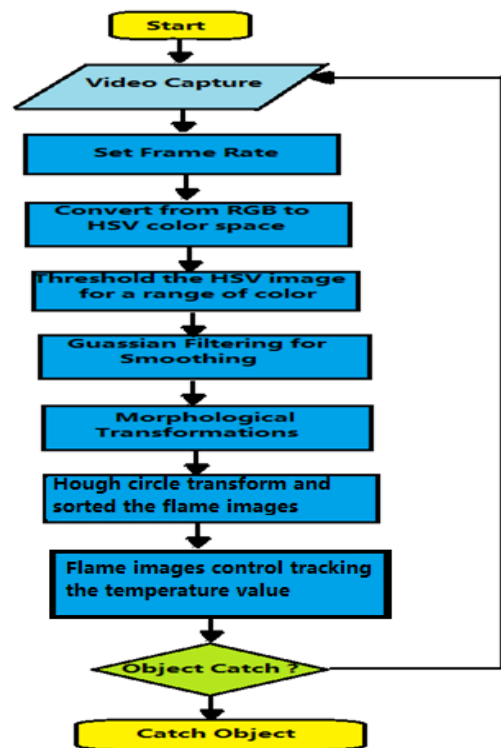 Start
Video Capture
Set Frame Rate
Convert from RGB to
HSV color space
Threshold the HSV image
for a range of color
Guassian Filtering for
Smoothing
Morphological
Transformations
Hough circle transform and
sorted the flame images
Flame images control tracking
the temperature value
Object Catch ?
Catch Object